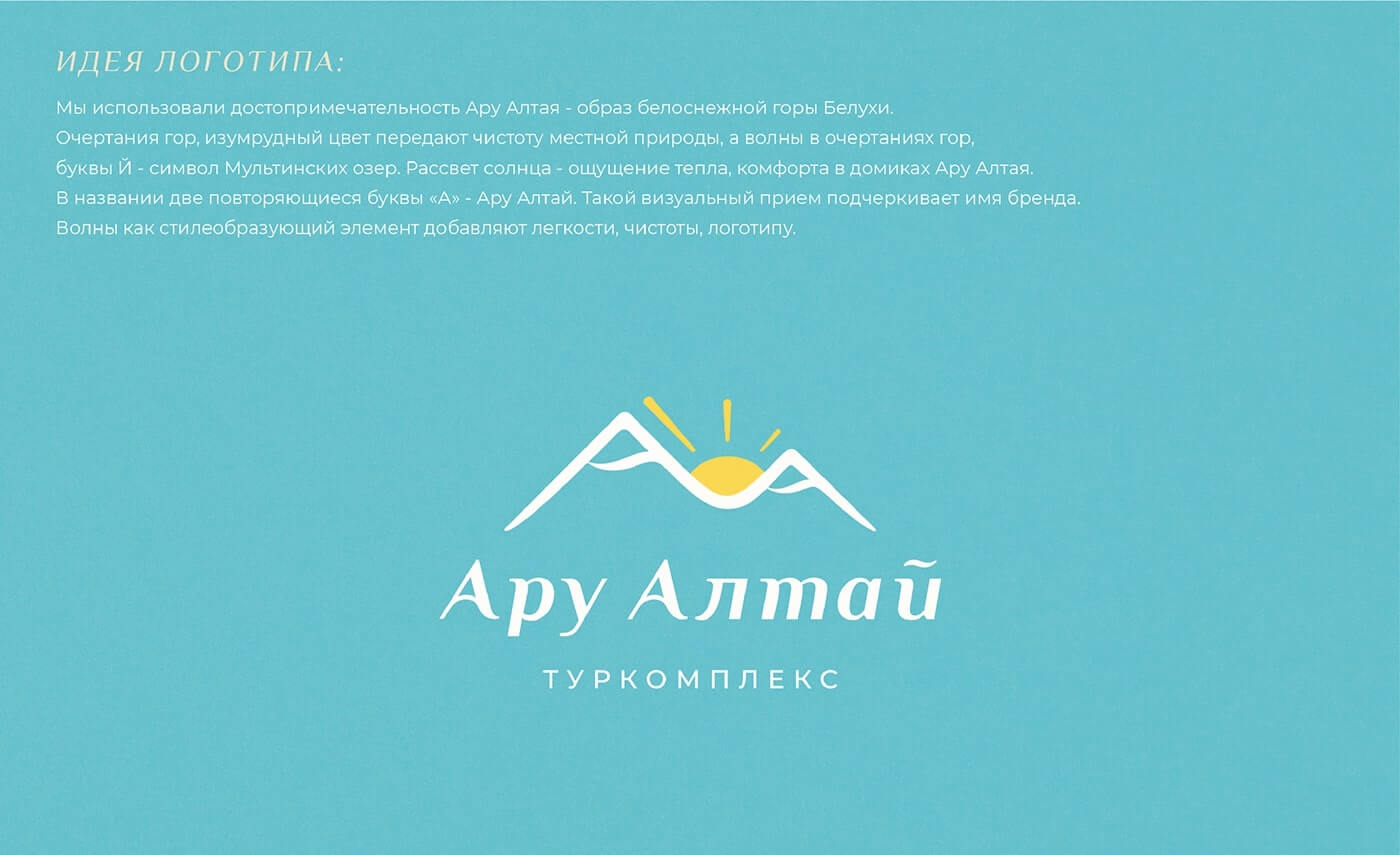 ИДЕЯ ЛОГОТИПА:
Мы использовали достопримечательность Ару Алтая - образ белоснежной горы Белухи.
Очертания гор, изумрудный цвет передают чистоту местной природы, а волны в очертаниях гор,
буквы Й - символ Мультинских озер. Рассвет солнца - ощущение тепла, комфорта в домиках Ару Алтая.
В названии две повторяющиеся буквы «А» - Ару Алтай. Такой визуальный прием подчеркивает имя бренда.
Волны как стилеобразующий элемент добавляют легкости, чистоты, логотипу.
Ару Алтай
ТУРКОМПЛЕКС